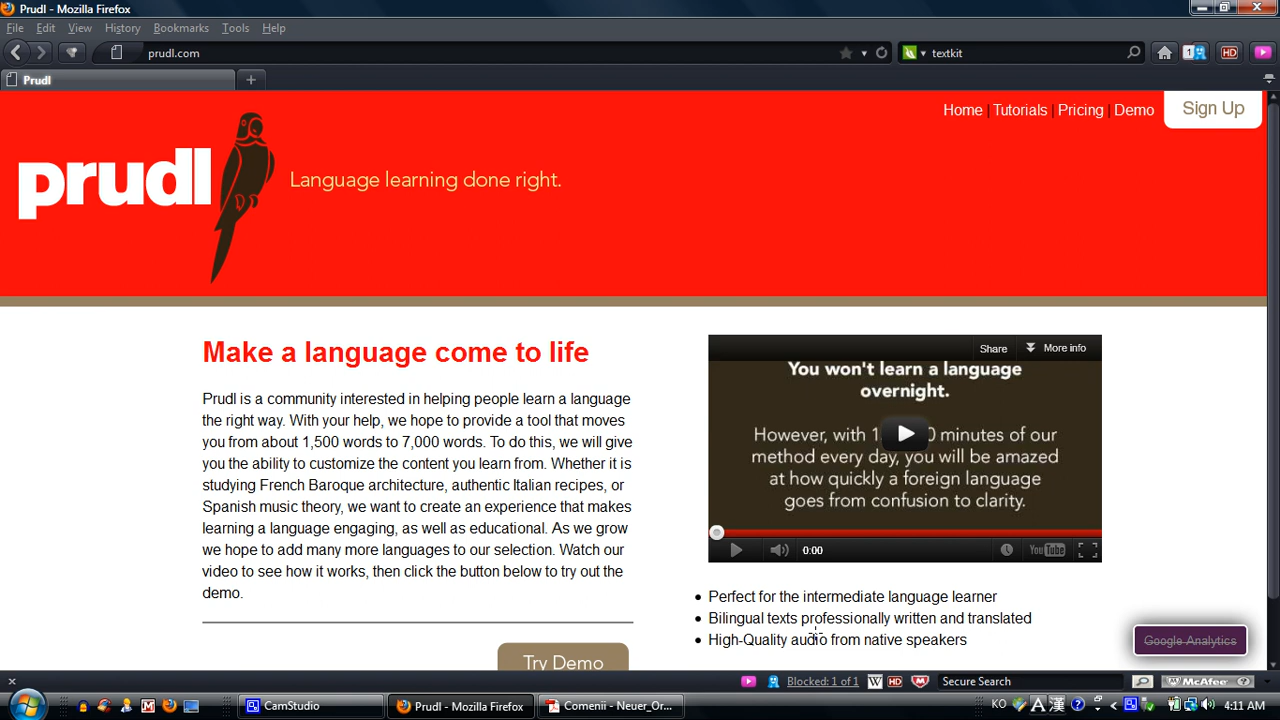 Prudl - Mozilla Firefox
File Edit View History Bookmarks Tools Help
prudl.com
textkit
1
HD
Prudl
Home | Tutorials | Pricing | Demo
Sign Up
prudl
Language learning done right.
Make a language come to life
Prudl is a community interested in helping people learn a language
the right way. With your help, we hope to provide a tool that moves
you from about 1,500 words to 7,000 words. To do this, we will give
you the ability to customize the content you learn from. Whether it is
studying French Baroque architecture, authentic Italian recipes, or
Spanish music theory, we want to create an experience that makes
learning a language engaging, as well as educational. As we grow
we hope to add many more languages to our selection. Watch our
video to see how it works, then click the button below to try out the
demo.
Try Demo
Share More info
You won't learn a language
overnight.
However, with minutes of our
method every day, you will be amazed
at how quickly a foreign language
goes from confusion to clarity.
0:00
YouTube
Perfect for the intermediate language learner
Bilingual texts professionally written and translated
High-Quality audio from native speakers
Google Analytics
Blocked: 1 of 1
W
HD
Secure Search
McAfee
CamStudio
Prudl - Mozilla Firefox
Comenii - Neuer_Or...
KO
A 漢
4:11 AM